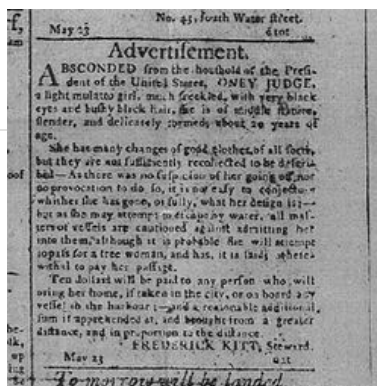 No. 43, South Water street.
May 23 d1ot
Advertisement.
ABSCONDED from the houshold of the Presi-
dent of the United States, ONEY JUDGE,
a light mulatto girl, much freckled, with very black
eyes and bushy black hair, she is of middle stature,
slender, and delicately formed, about 20 years of
age.
She has many changes of good clothes, of all sorts,
but they are not sufficiently recollected to be descri-
bed—As there was no suspicion of her going off, nor
no provocation to do so, it is not easy to conjecture
whither she has gone, or fully, what her design is;—
but as she may attempt to escape by water, all mas-
ters of vessels are cautioned against admitting her
into them, although it is probable she will attempt
to pass for a free woman, and has, it is said, where-
withal to pay her passage.
Ten dollars will be paid to any person who will
bring her home, if taken in the city, or on board any
vessel in the harbour;—and a reasonable additional
sum if apprehended at, and brought from a greater
distance, and in proportion to the distance.
FREDERICK KITT, Steward.
May 23
To-morrow will be landed